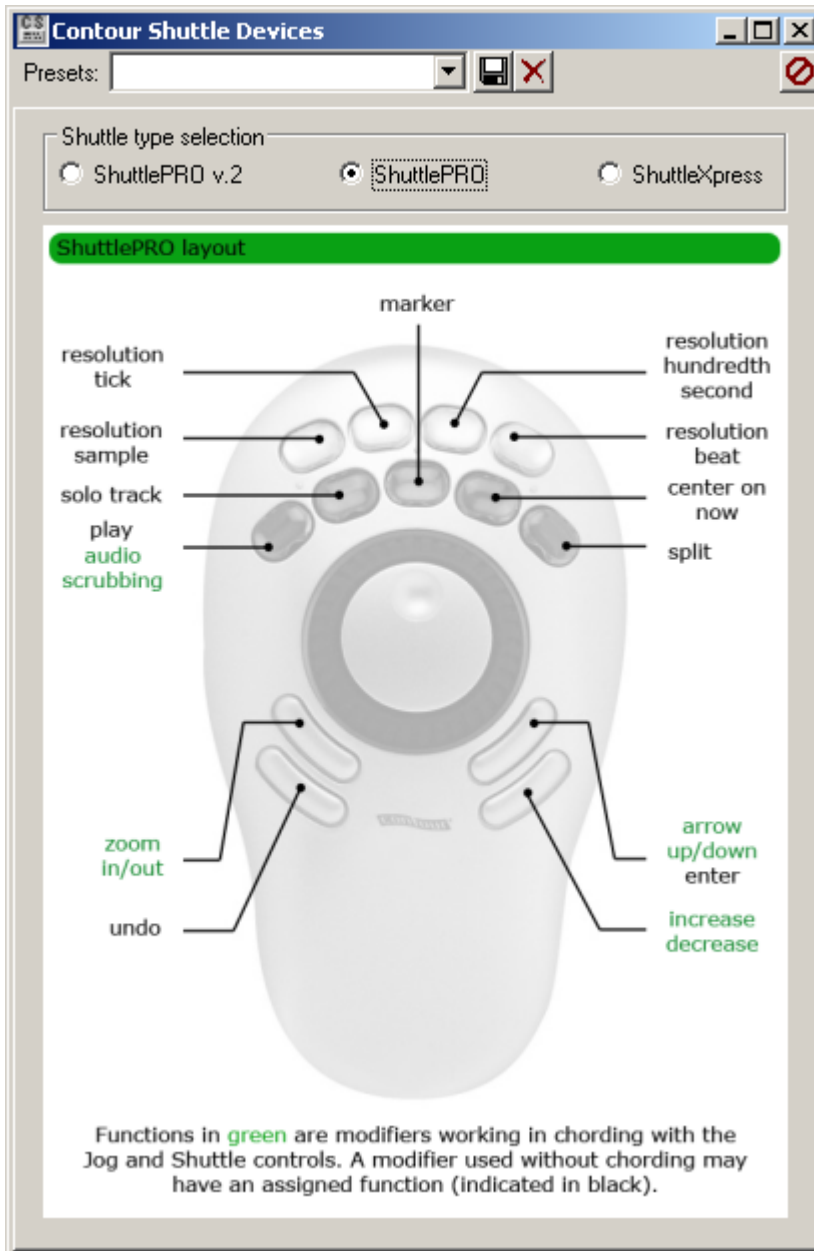 Contour Shuttle Devices
Presets:
Shuttle type selection
ShuttlePRO v.2
ShuttlePRO
ShuttleXpress
ShuttlePRO layout
marker
resolution
tick
resolution
hundredth
second
resolution
sample
resolution
beat
solo track
center on
now
play
audio
scrubbing
split
zoom
in/out
arrow
up/down
enter
undo
increase
decrease
Functions in green are modifiers working in chording with the
Jog and Shuttle controls. A modifier used without chording may
have an assigned function (indicated in black).